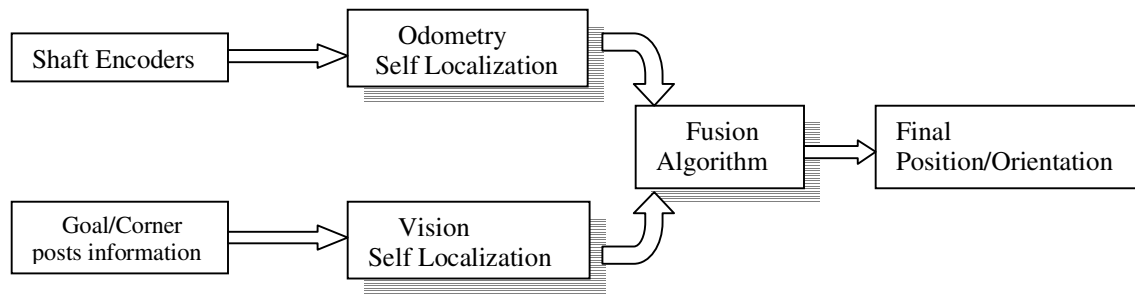 Shaft Encoders
Odometry
Self Localization
Fusion
Algorithm
Final
Position/Orientation
Goal/Corner
posts information
Vision
Self Localization